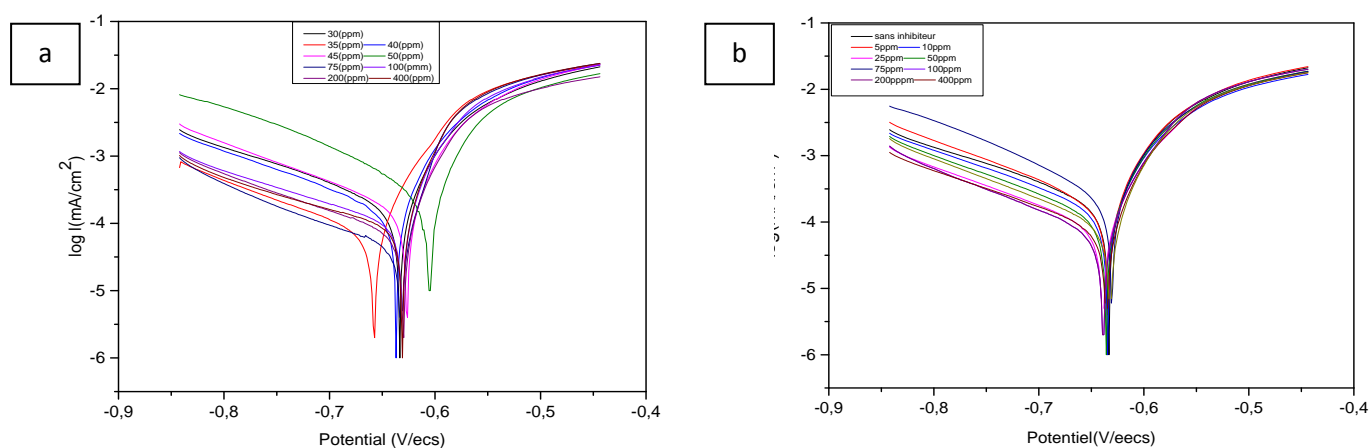 a
-1
-2
-3
-4
-5
-6
log I(mA/cm²)
30(ppm)
35(ppm) 40(ppm)
45(ppm) 50(ppm)
75(ppm) 100(pmm)
200(ppm) 400(ppm)
-0,9 -0,8 -0,7 -0,6 -0,5 -0,4
Potential (V/ecs)
b
-1
-2
-3
-4
-5
-6
sans inhibiteur
5ppm 10ppm
25ppm 50ppm
75ppm 100ppm
200pppm 400ppm
-0,9 -0,8 -0,7 -0,6 -0,5 -0,4
Potentiel(V/eecs)